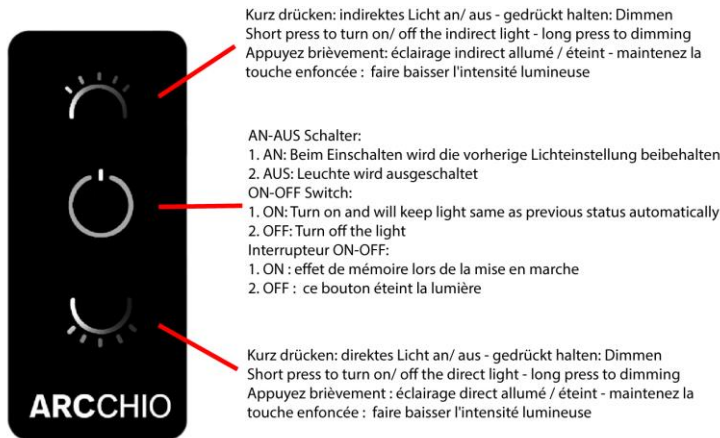 Kurz drücken: indirektes Licht an/ aus - gedrückt halten: Dimmen
Short press to turn on/ off the indirect light - long press to dimming
Appuyez brièvement: éclairage indirect allumé / éteint - maintenez la
touche enfoncée : faire baisser l'intensité lumineuse
AN-AUS Schalter:
1. AN: Beim Einschalten wird die vorherige Lichteinstellung beibehalten
2. AUS: Leuchte wird ausgeschaltet
ON-OFF Switch:
1. ON: Turn on and will keep light same as previous status automatically
2. OFF: Turn off the light
Interrupteur ON-OFF:
1. ON : effet de mémoire lors de la mise en marche
2. OFF : ce bouton éteint la lumière
Kurz drücken: direktes Licht an/ aus - gedrückt halten: Dimmen
Short press to turn on/ off the direct light - long press to dimming
Appuyez brièvement : éclairage direct allumé / éteint - maintenez la
touche enfoncée : faire baisser l'intensité lumineuse
ARCCHIO